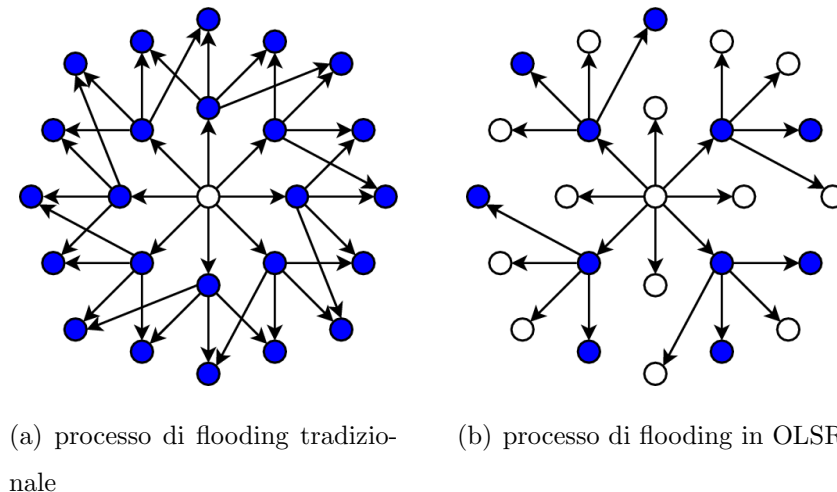 (a) processo di flooding tradizio-
nale
(b) processo di flooding in OLSR